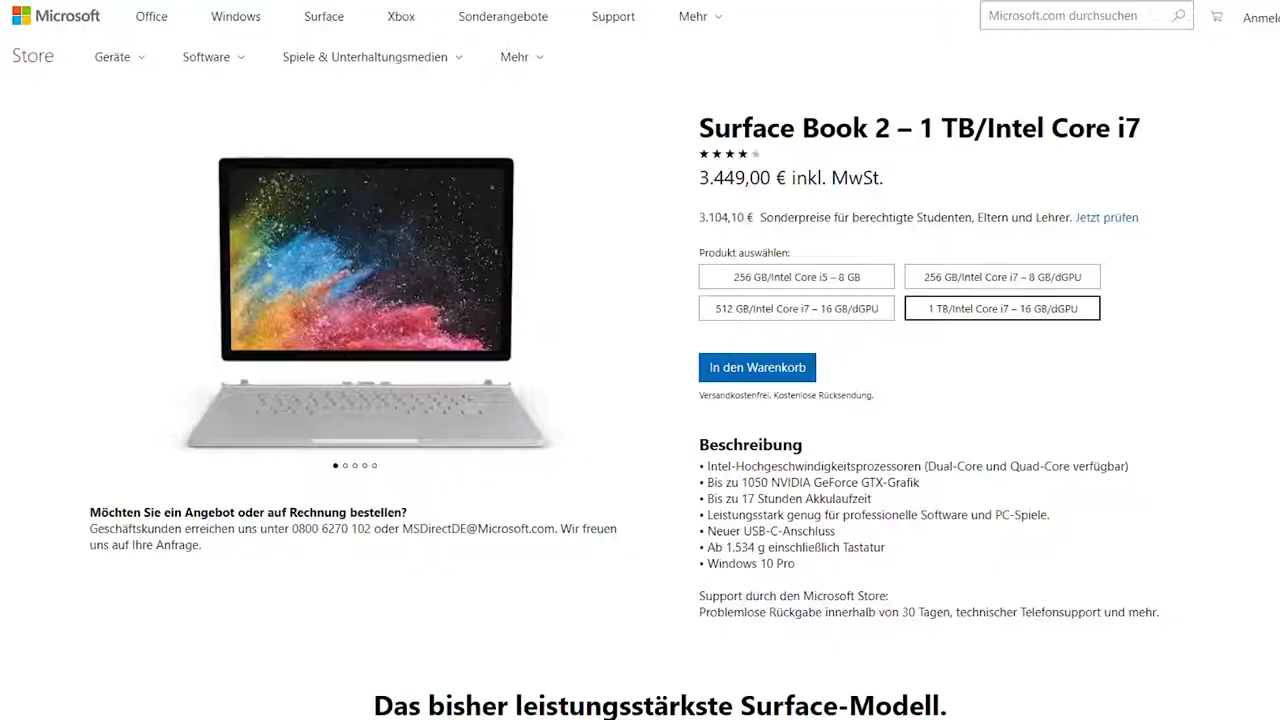 Microsoft Office Windows Surface Xbox Sonderangebote Support Mehr Microsoft.com durchsuchen
Store Geräte Software Spiele & Unterhaltungsmedien Mehr
Surface Book 2 – 1 TB/Intel Core i7
3.449,00 € inkl. MwSt.
3.104,10 € Sonderpreise für berechtigte Studenten, Eltern und Lehrer. Jetzt prüfen
Produkt auswählen:
256 GB/Intel Core i5 – 8 GB 256 GB/Intel Core i7 – 8 GB/dGPU
512 GB/Intel Core i7 – 16 GB/dGPU 1 TB/Intel Core i7 – 16 GB/dGPU
In den Warenkorb
Versandkostenfrei. Kostenlose Rücksendung.
Beschreibung
• Intel-Hochgeschwindigkeitsprozessoren (Dual-Core und Quad-Core verfügbar)
• Bis zu 1050 NVIDIA GeForce GTX-Grafik
• Bis zu 17 Stunden Akkulaufzeit
• Leistungsstark genug für professionelle Software und PC-Spiele.
• Neuer USB-C-Anschluss
• Ab 1.534 g einschließlich Tastatur
• Windows 10 Pro
Support durch den Microsoft Store:
Problemlose Rückgabe innerhalb von 30 Tagen, technischer Telefonsupport und mehr.
Möchten Sie ein Angebot oder auf Rechnung bestellen?
Geschäftskunden erreichen uns unter 0800 6270 102 oder MSDirectDE@Microsoft.com. Wir freuen
uns auf Ihre Anfrage.
Das bisher leistungsstärkste Surface-Modell.